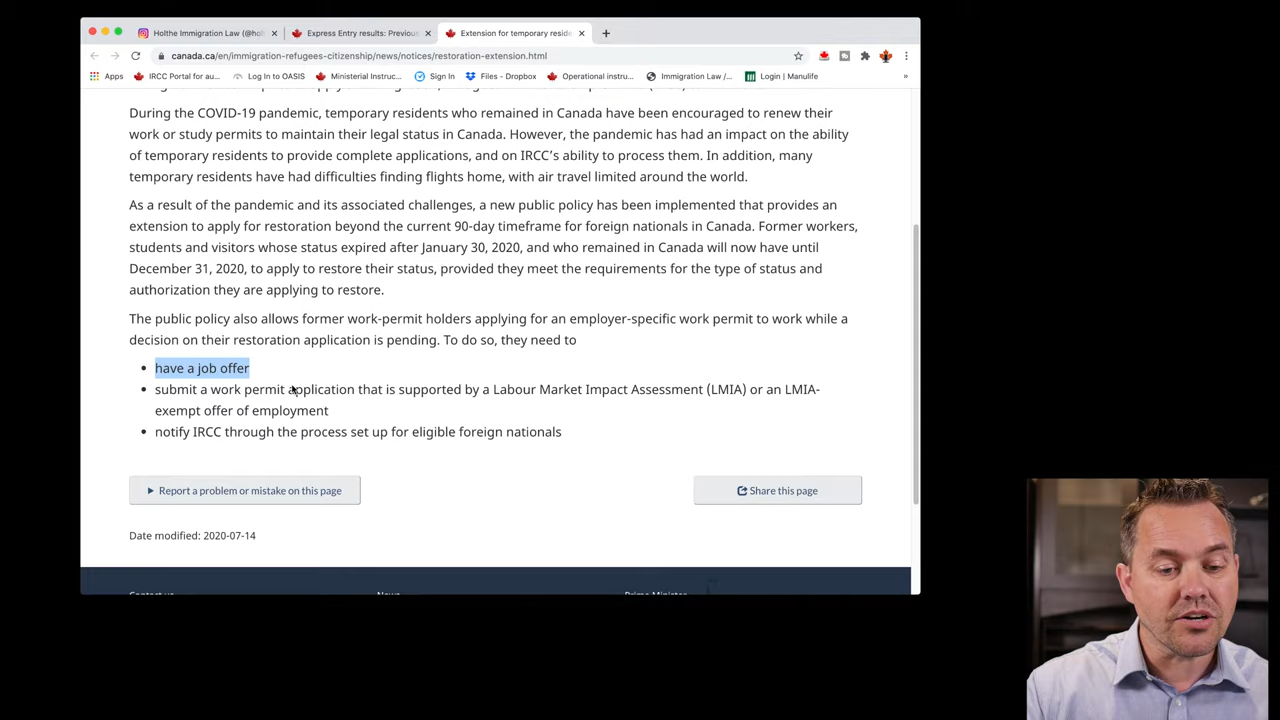 Holthe Immigration Law (@hol
Express Entry results: Previous
Extension for temporary reside
canada.ca/en/immigration-refugees-citizenship/news/notices/restoration-extension.html
Apps IRCC Portal for au... Log In to OASIS Ministerial Instruc... Sign In Files - Dropbox Operational instru... Immigration Law /... Login | Manulife »
During the COVID-19 pandemic, temporary residents who remained in Canada have been encouraged to renew their
work or study permits to maintain their legal status in Canada. However, the pandemic has had an impact on the ability
of temporary residents to provide complete applications, and on IRCC’s ability to process them. In addition, many
temporary residents have had difficulties finding flights home, with air travel limited around the world.
As a result of the pandemic and its associated challenges, a new public policy has been implemented that provides an
extension to apply for restoration beyond the current 90-day timeframe for foreign nationals in Canada. Former workers,
students and visitors whose status expired after January 30, 2020, and who remained in Canada will now have until
December 31, 2020, to apply to restore their status, provided they meet the requirements for the type of status and
authorization they are applying to restore.
The public policy also allows former work-permit holders applying for an employer-specific work permit to work while a
decision on their restoration application is pending. To do so, they need to
• have a job offer
• submit a work permit application that is supported by a Labour Market Impact Assessment (LMIA) or an LMIA-
exempt offer of employment
• notify IRCC through the process set up for eligible foreign nationals
Report a problem or mistake on this page
Share this page
Date modified: 2020-07-14
Contact us News Prime Minister